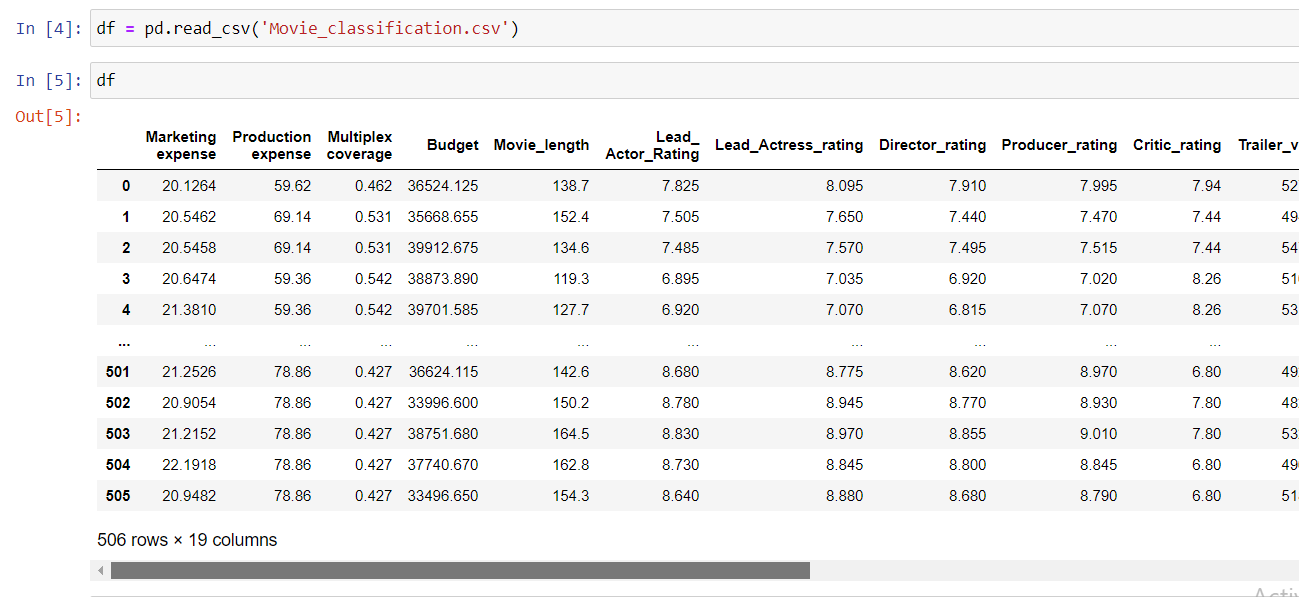 In [4]: df = pd.read_csv('Movie_classification.csv')
In [5]: df
Out[5]:
Marketing expense Production expense Multiplex coverage Budget Movie_length Lead_ Actor_Rating Lead_Actress_rating Director_rating Producer_rating Critic_rating Trailer_v
0 20.1264 59.62 0.462 36524.125 138.7 7.825 8.095 7.910 7.995 7.94 52
1 20.5462 69.14 0.531 35668.655 152.4 7.505 7.650 7.440 7.470 7.44 49
2 20.5458 69.14 0.531 39912.675 134.6 7.485 7.570 7.495 7.515 7.44 54
3 20.6474 59.36 0.542 38873.890 119.3 6.895 7.035 6.920 7.020 8.26 51
4 21.3810 59.36 0.542 39701.585 127.7 6.920 7.070 6.815 7.070 8.26 53
... ... ... ... ... ... ... ... ... ... ...
501 21.2526 78.86 0.427 36624.115 142.6 8.680 8.775 8.620 8.970 6.80 49
502 20.9054 78.86 0.427 33996.600 150.2 8.780 8.945 8.770 8.930 7.80 48
503 21.2152 78.86 0.427 38751.680 164.5 8.830 8.970 8.855 9.010 7.80 53
504 22.1918 78.86 0.427 37740.670 162.8 8.730 8.845 8.800 8.845 6.80 49
505 20.9482 78.86 0.427 33496.650 154.3 8.640 8.880 8.680 8.790 6.80 51
506 rows × 19 columns